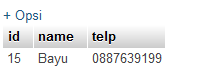 + Opsi
id name telp
15 Bayu 0887639199